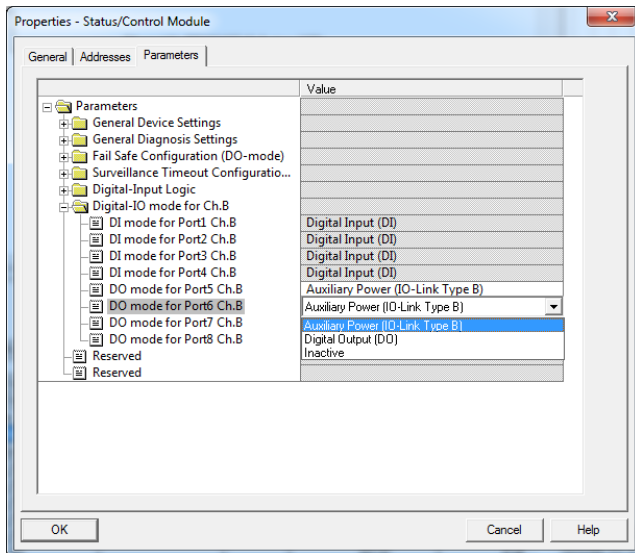 Properties - Status/Control Module
General Addresses Parameters
Value
Parameters
General Device Settings
General Diagnosis Settings
Fail Safe Configuration (DO-mode)
Surveillance Timeout Configuratio...
Digital-Input Logic
Digital-IO mode for Ch.B
DI mode for Port1 Ch.B Digital Input (DI)
DI mode for Port2 Ch.B Digital Input (DI)
DI mode for Port3 Ch.B Digital Input (DI)
DI mode for Port4 Ch.B Digital Input (DI)
DO mode for Port5 Ch.B Auxiliary Power (IO-Link Type B)
DO mode for Port6 Ch.B Auxiliary Power (IO-Link Type B)
DO mode for Port7 Ch.B Auxiliary Power (IO-Link Type B)
DO mode for Port8 Ch.B Digital Output (DO)
Reserved Inactive
Reserved
OK Cancel Help